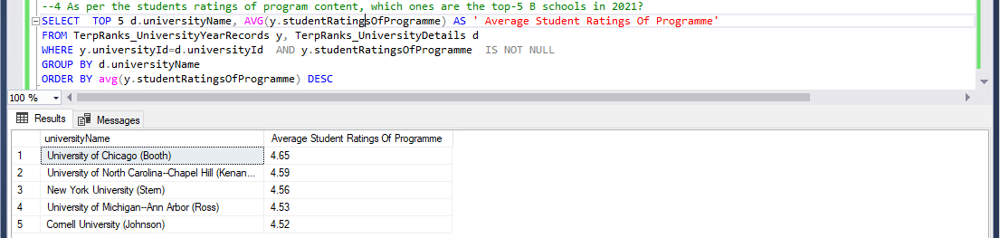 --4 As per the students ratings of program content, which ones are the top-5 B schools in 2021?
SELECT TOP 5 d.universityName, AVG(y.studentRatingsOfProgramme) AS ' Average Student Ratings Of Programme'
FROM TerpRanks_UniversityYearRecords y, TerpRanks_UniversityDetails d
WHERE y.universityId=d.universityId AND y.studentRatingsOfProgramme IS NOT NULL
GROUP BY d.universityName
ORDER BY avg(y.studentRatingsOfProgramme) DESC
100 %
Results Messages
universityName Average Student Ratings Of Programme
1 University of Chicago (Booth) 4.65
2 University of North Carolina--Chapel Hill (Kenan... 4.59
3 New York University (Stern) 4.56
4 University of Michigan--Ann Arbor (Ross) 4.53
5 Cornell University (Johnson) 4.52